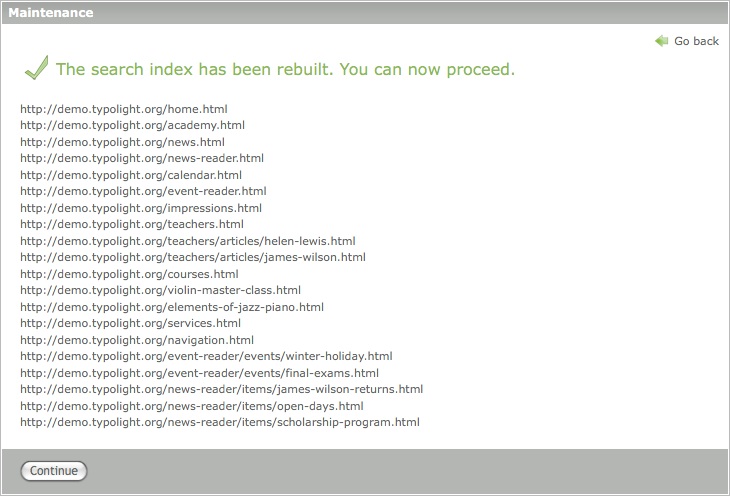 Maintenance
Go back
The search index has been rebuilt. You can now proceed.
http://demo.typolight.org/home.html
http://demo.typolight.org/academy.html
http://demo.typolight.org/news.html
http://demo.typolight.org/news-reader.html
http://demo.typolight.org/calendar.html
http://demo.typolight.org/event-reader.html
http://demo.typolight.org/impressions.html
http://demo.typolight.org/teachers.html
http://demo.typolight.org/teachers/articles/helen-lewis.html
http://demo.typolight.org/teachers/articles/james-wilson.html
http://demo.typolight.org/courses.html
http://demo.typolight.org/violin-master-class.html
http://demo.typolight.org/elements-of-jazz-piano.html
http://demo.typolight.org/services.html
http://demo.typolight.org/navigation.html
http://demo.typolight.org/event-reader/events/winter-holiday.html
http://demo.typolight.org/event-reader/events/final-exams.html
http://demo.typolight.org/news-reader/items/james-wilson-returns.html
http://demo.typolight.org/news-reader/items/open-days.html
http://demo.typolight.org/news-reader/items/scholarship-program.html
Continue